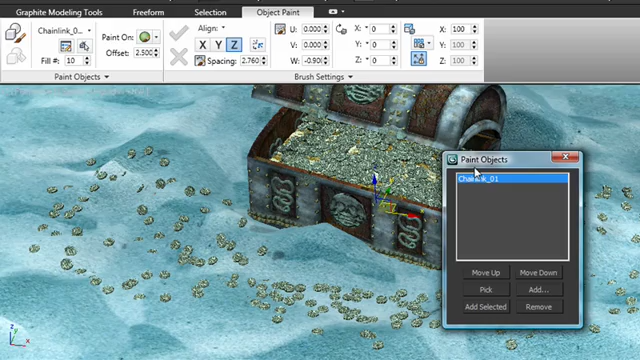 Graphite Modeling Tools Freeform Selection Object Paint
Chainlink_0... Paint On: Align: U: 0.000 X: 0 X: 100
X Y Z V: 0.000 Y: 0 Y: 100
Fill #: 10 Offset: 2.500 Spacing: 2.760 W: -0.900 Z: 0 Z: 100
Paint Objects Brush Settings
Paint Objects
Chainlink_01
Move Up Move Down
Pick Add...
Add Selected Remove
z
y
x